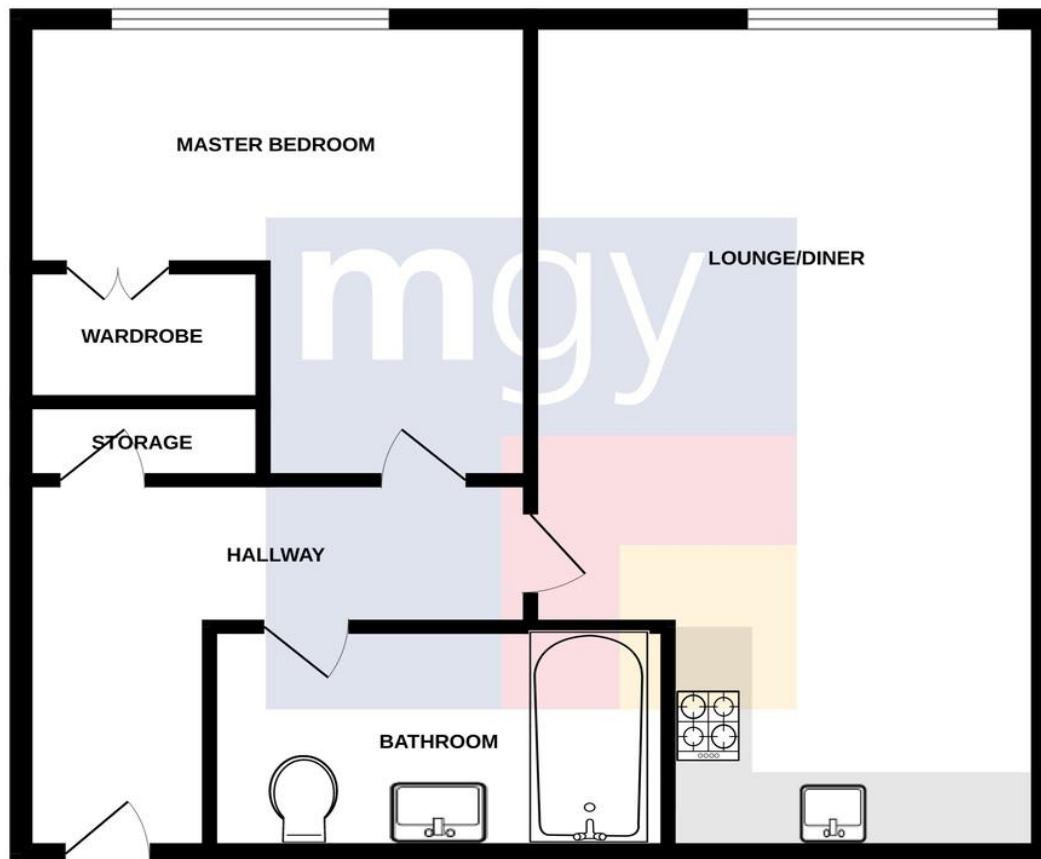 MASTER BEDROOM
LOUNGE/DINER
mgy
WARDROBE
STORAGE
HALLWAY
BATHROOM